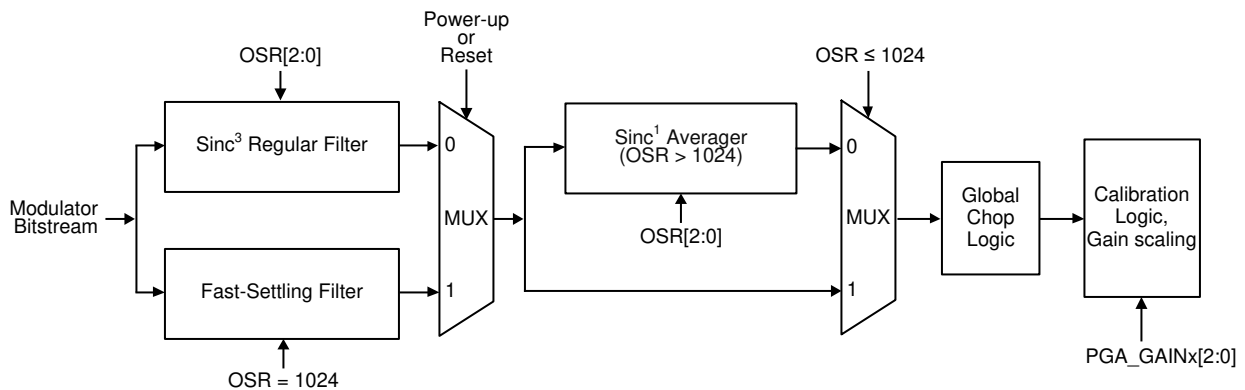 Power-up
or
Reset
OSR[2:0]
OSR ≤ 1024
Sinc³ Regular Filter
0
Sinc¹ Averager
(OSR > 1024)
0
Modulator
Bitstream
MUX
OSR[2:0]
MUX
Global
Chop
Logic
Calibration
Logic,
Gain scaling
Fast-Settling Filter
1
1
OSR = 1024
PGA_GAINx[2:0]